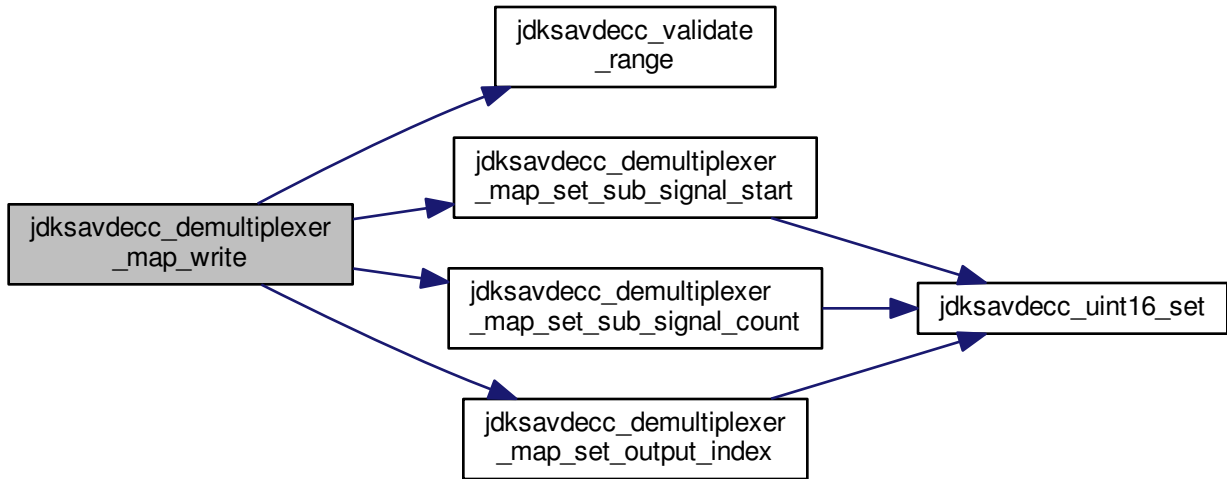 jdksavdecc_validate
_range
jdksavdecc_demultiplexer
_map_set_sub_signal_start
jdksavdecc_demultiplexer
_map_write
jdksavdecc_demultiplexer
_map_set_sub_signal_count
jdksavdecc_uint16_set
jdksavdecc_demultiplexer
_map_set_output_index